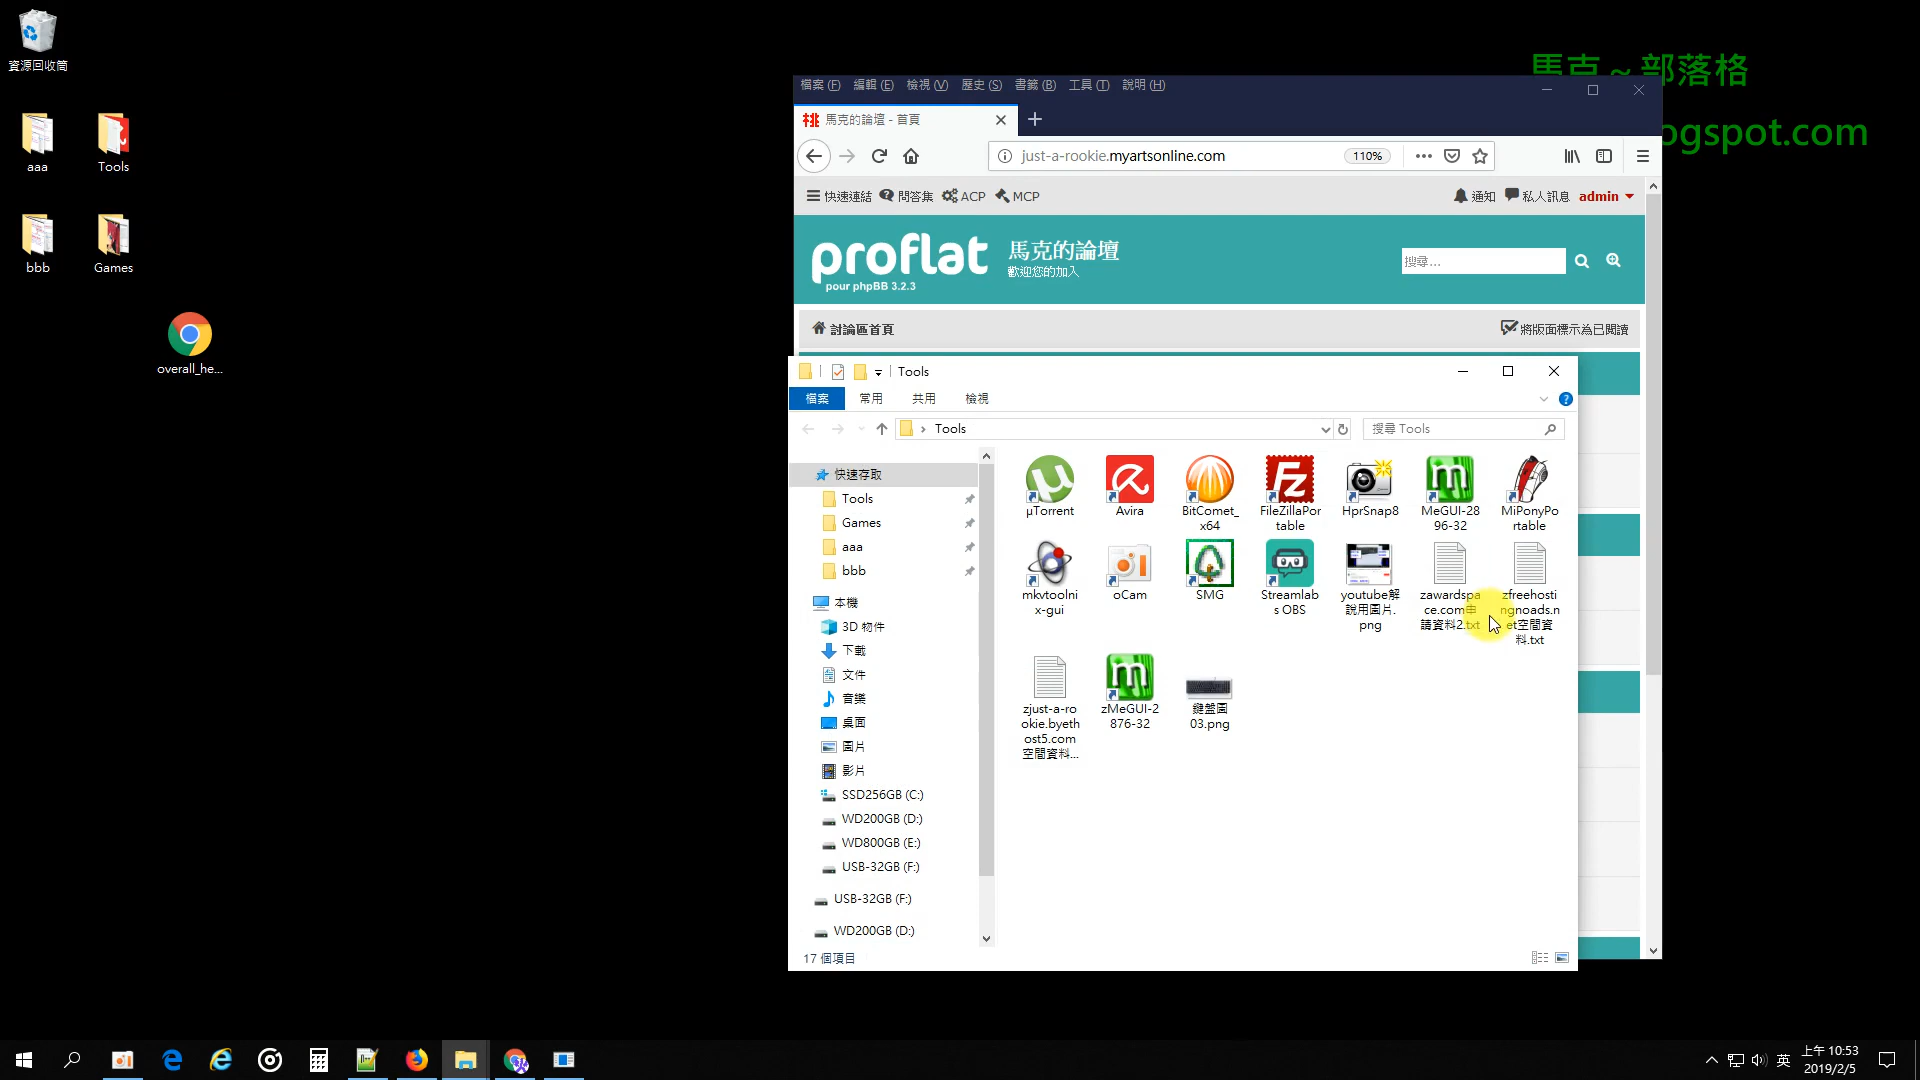 資源回收筒
aaa
Tools
bbb
Games
overall_he...
馬克~部落格
ogspot.com
檔案 (F) 編輯 (E) 檢視 (V) 歷史 (S) 書籤 (B) 工具 (T) 說明 (H)
馬克的論壇 - 首頁
just-a-rookie.myartsonline.com
110%
快速連結 問答集 ACP MCP
通知 私人訊息 admin
proflat
pour phpBB 3.2.3
馬克的論壇
歡迎您的加入
搜尋…
討論區首頁
將版面標示為已閱讀
Tools
檔案 常用 共用 檢視
Tools
搜尋 Tools
快速存取
Tools
Games
aaa
bbb
本機
3D 物件
下載
文件
音樂
桌面
圖片
影片
SSD256GB (C:)
WD200GB (D:)
WD800GB (E:)
USB-32GB (F:)
USB-32GB (F:)
WD200GB (D:)
µTorrent
Avira
BitComet_
x64
FileZillaPor
table
HprSnap8
MeGUI-28
96-32
MiPonyPo
rtable
mkvtoolni
x-gui
oCam
SMG
Streamlab
s OBS
youtube解
說用圖片.
png
zawardspa
ce.com申
請資料2.txt
zfreehosti
ngnoads.n
et空間資
料.txt
zjust-a-ro
okie.byeth
ost5.com
空間資料...
zMeGUI-2
876-32
鍵盤圖
03.png
17 個項目
英
上午 10:53
2019/2/5